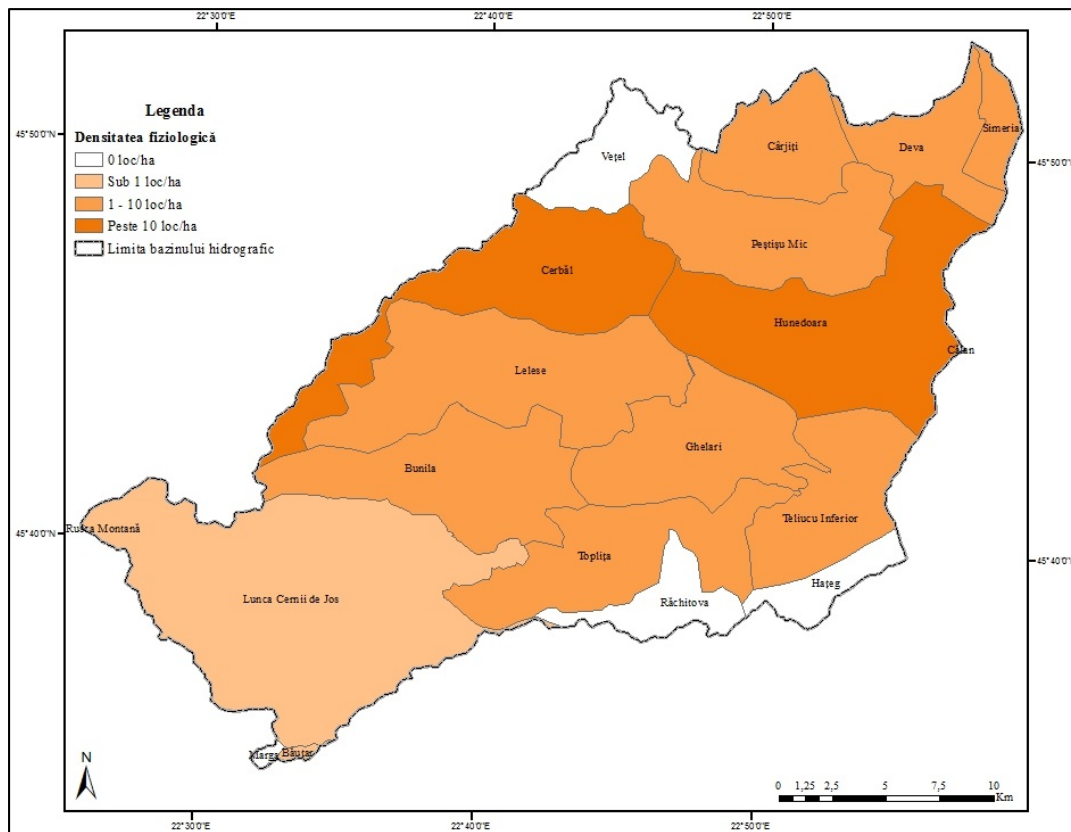 22°30'0"E
22°40'0"E
22°50'0"E
Legenda
Densitatea fiziologică
0 loc/ha
Sub 1 loc/ha
1 - 10 loc/ha
Peste 10 loc/ha
Limita bazinului hidrografic
45°50'0"N
45°50'0"N
Simeria
Deva
Cârjiți
Vețel
Peștișu Mic
Cerbăl
Hunedoara
Călan
Lelese
Ghelari
Bunila
Teliucu Inferior
Rusca Montană
45°40'0"N
45°40'0"N
Toplița
Hațeg
Răchitova
Lunca Cernii de Jos
Marga
Băuțar
N
0 1,25 2,5 5 7,5 10
Km
22°30'0"E
22°40'0"E
22°50'0"E